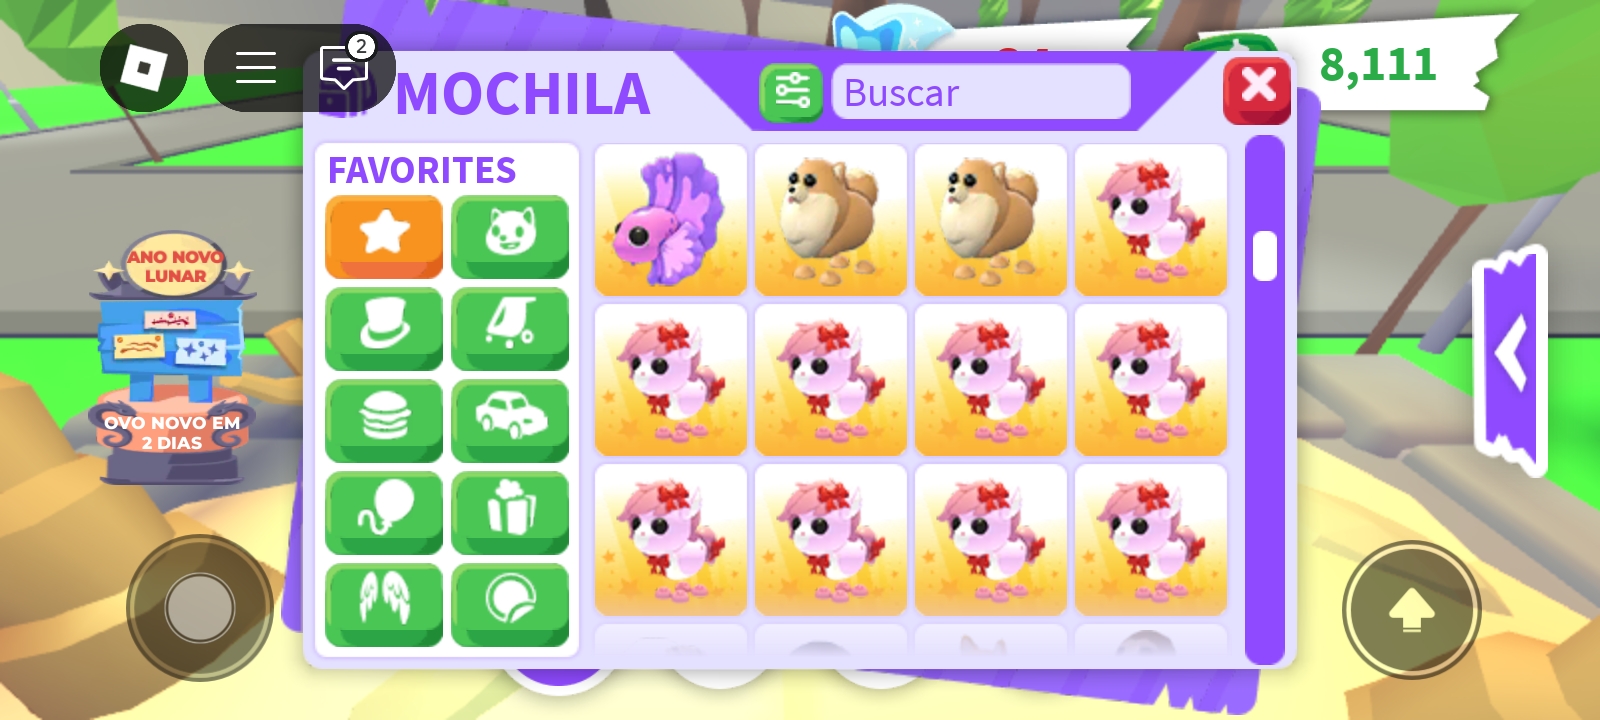 2
MOCHILA
Buscar
8,111
FAVORITES
ANO NOVO
LUNAR
OVO NOVO EM
2 DIAS